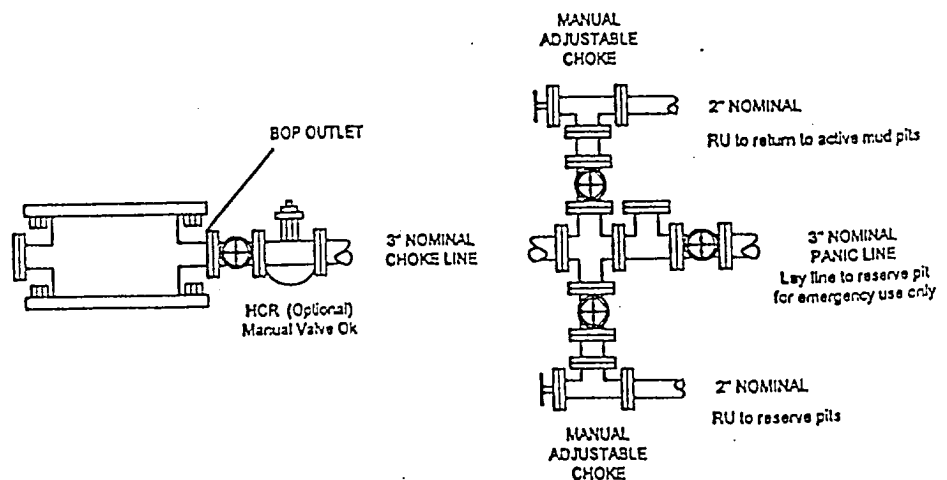 MANUAL
ADJUSTABLE
CHOKE
2" NOMINAL
RU to return to active mud pits
BOP OUTLET
3" NOMINAL
CHOKE LINE
HCR (Optional)
Manual Valve Ok
3" NOMINAL
PANIC LINE
Lay line to reserve pit
for emergency use only
2" NOMINAL
RU to reserve pits
MANUAL
ADJUSTABLE
CHOKE